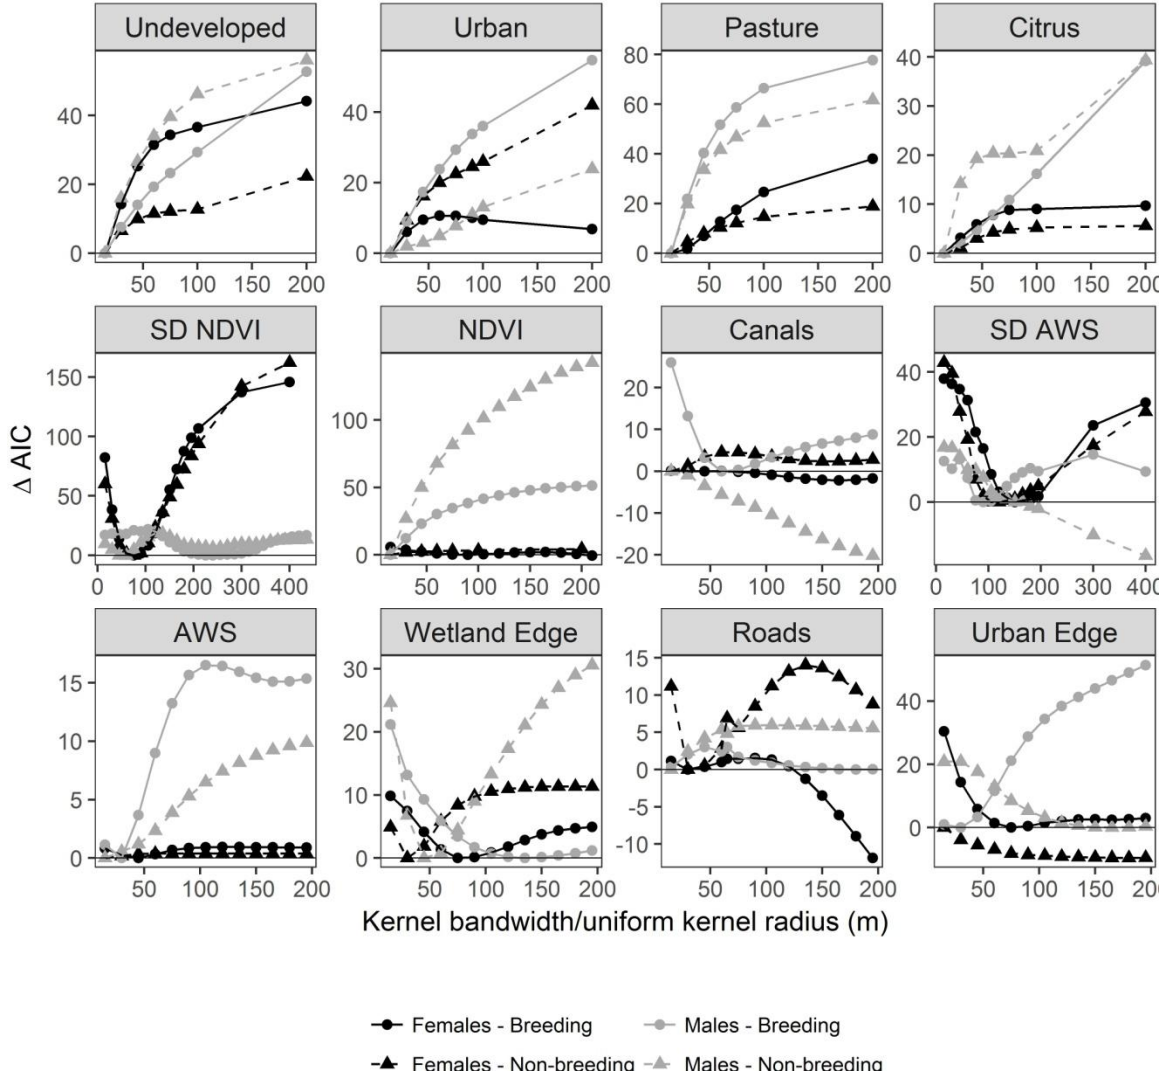 Undeveloped Urban Pasture Citrus
40 20 0
40 20 0
80 60 40 20 0
40 30 20 10 0
50 100 150 200
50 100 150 200
50 100 150 200
50 100 150 200
SD NDVI NDVI Canals SD AWS
150 100 50 0
100 50 0
20 10 0 -10 -20
40 20 0
0 100 200 300 400
50 100 150 200
50 100 150 200
0 100 200 300 400
Δ AIC
AWS Wetland Edge Roads Urban Edge
15 10 5 0
30 20 10 0
15 10 5 0 -5 -10
40 20 0
50 100 150 200
50 100 150 200
50 100 150 200
50 100 150 200
Kernel bandwidth/uniform kernel radius (m)
Females - Breeding Males - Breeding
Females - Non-breeding Males - Non-breeding